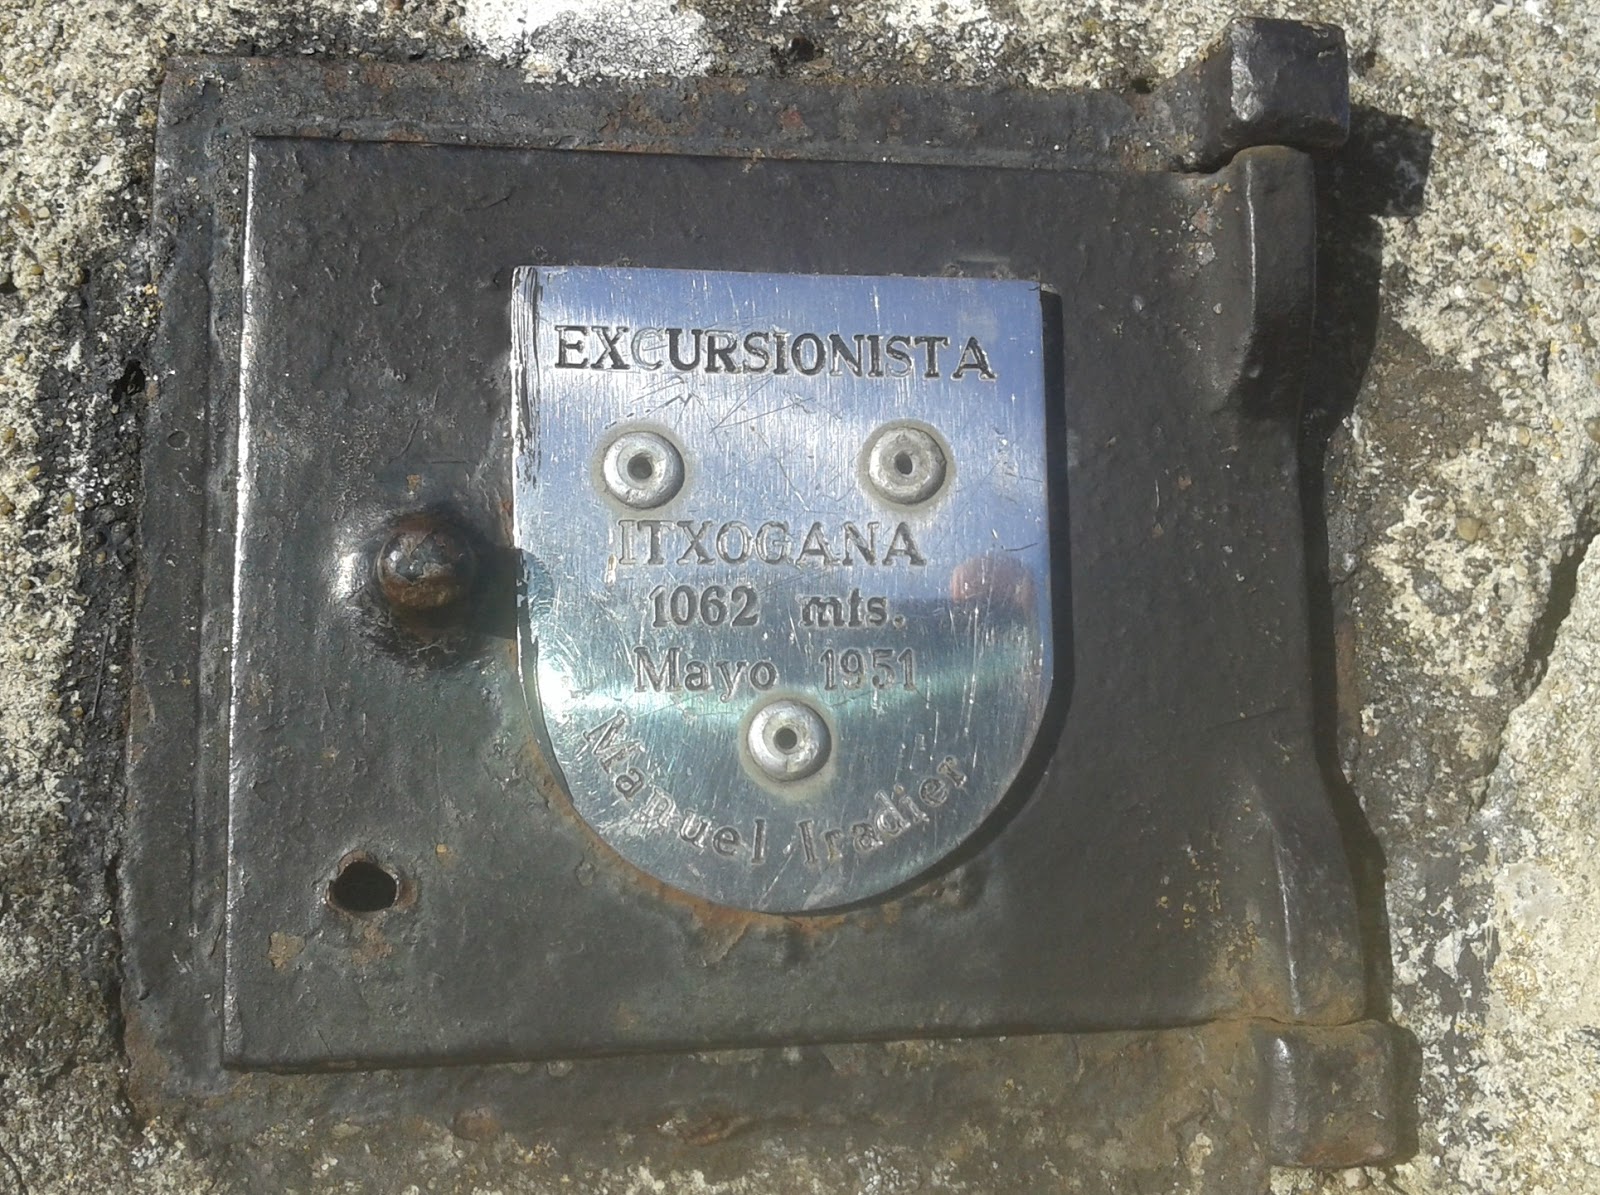 EXCURSIONISTA
ITXOGANA
1062 mts.
Mayo 1951
Manuel Iradier